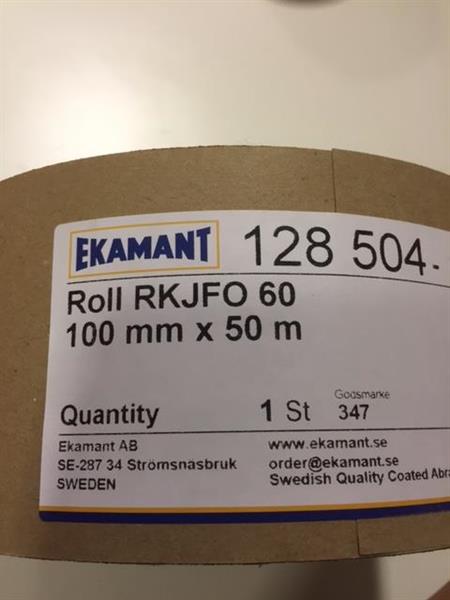 EKAMANT 128 504-
Roll RKJFO 60
100 mm x 50 m
Godsmarke
Quantity 1 St 347
Ekamant AB www.ekamant.se
SE-287 34 Strömsnäsbruk order@ekamant.se
SWEDEN Swedish Quality Coated Abra